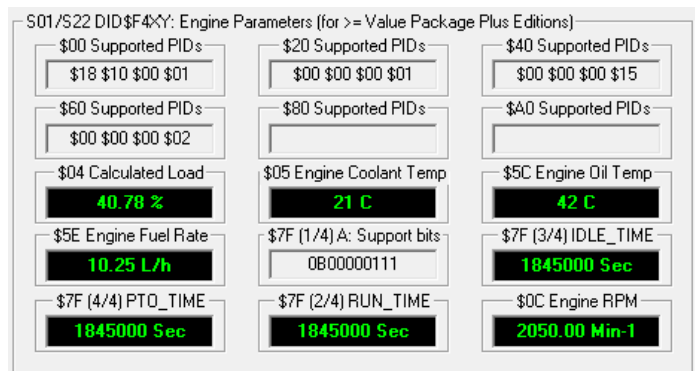 S01/S22 DID$F4XY: Engine Parameters (for >= Value Package Plus Editions)
$00 Supported PIDs
$20 Supported PIDs
$40 Supported PIDs
$18 $10 $00 $01
$00 $00 $00 $01
$00 $00 $00 $15
$60 Supported PIDs
$80 Supported PIDs
$A0 Supported PIDs
$00 $00 $00 $02
$04 Calculated Load
$05 Engine Coolant Temp
$5C Engine Oil Temp
40.78 %
21 C
42 C
$5E Engine Fuel Rate
$7F (1/4) A: Support bits
$7F (3/4) IDLE_TIME
10.25 L/h
0B00000111
1845000 Sec
$7F (4/4) PTO_TIME
$7F (2/4) RUN_TIME
$0C Engine RPM
1845000 Sec
1845000 Sec
2050.00 Min-1